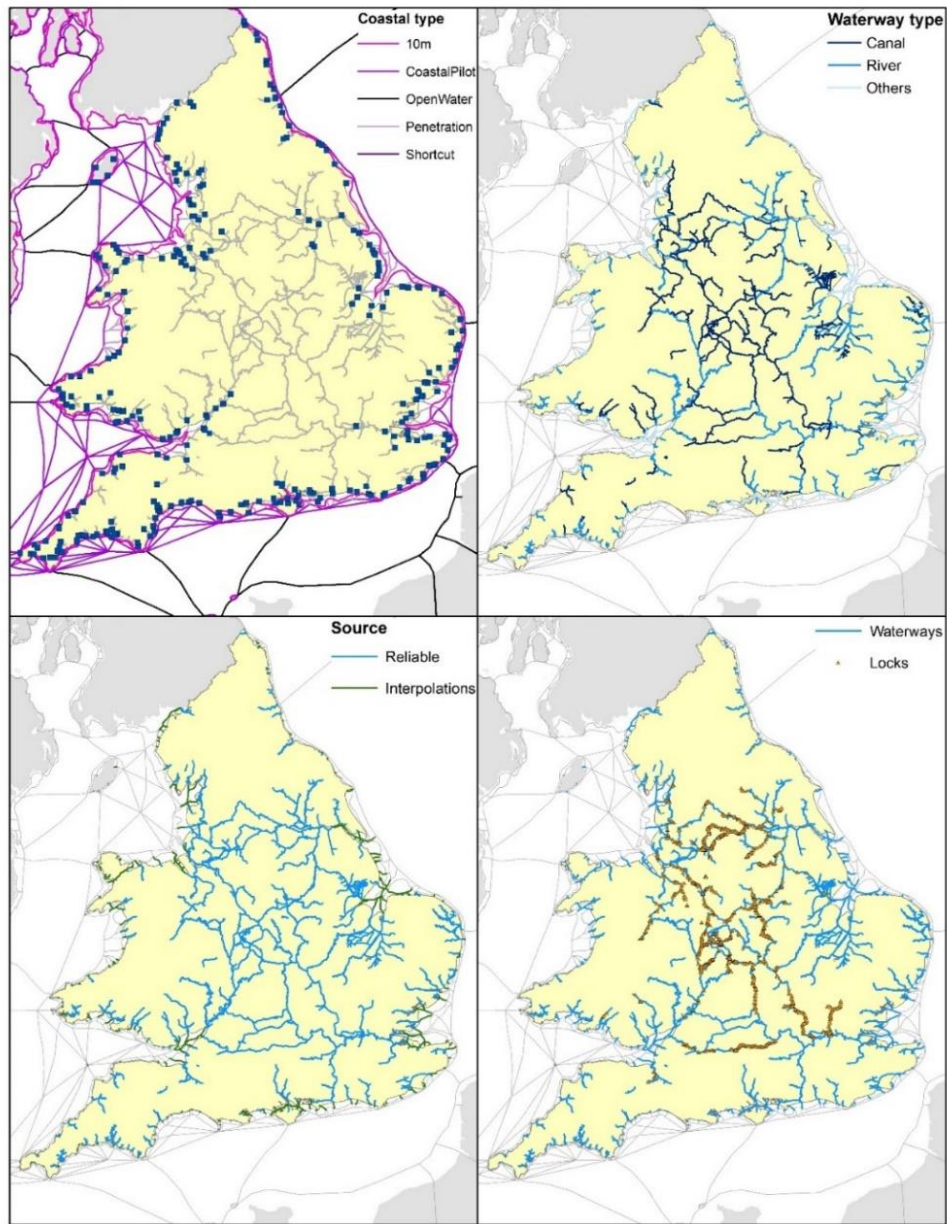 Coastal type
10m
CoastalPilot
OpenWater
Penetration
Shortcut
Waterway type
Canal
River
Others
Source
Reliable
Interpolations
Waterways
Locks